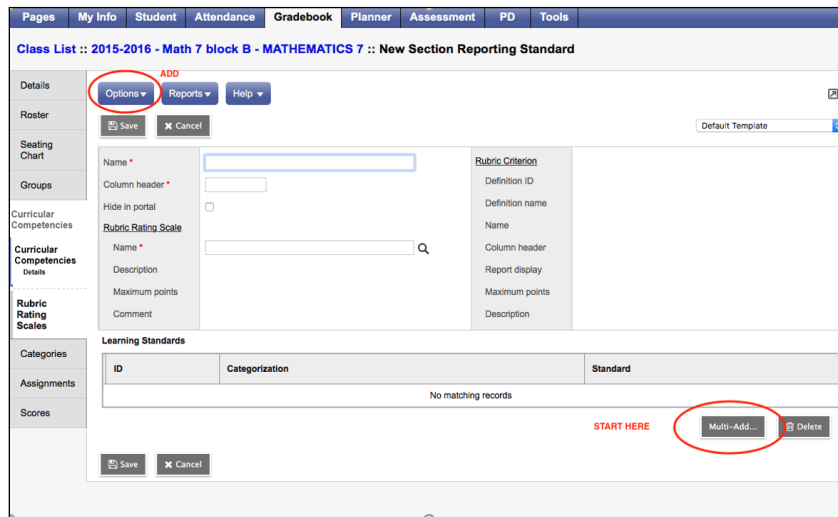 Pages My Info Student Attendance Gradebook Planner Assessment PD Tools
Class List :: 2015-2016 - Math 7 block B - MATHEMATICS 7 :: New Section Reporting Standard
ADD
Details
Options Reports Help
Roster
Save Cancel
Default Template
Seating
Chart
Groups
Curricular
Competencies
Curricular
Competencies
Details
Rubric
Rating
Scales
Categories
Assignments
Scores
Name *
Column header *
Hide in portal
Rubric Rating Scale
Name *
Description
Maximum points
Comment
Rubric Criterion
Definition ID
Definition name
Name
Column header
Report display
Maximum points
Description
Learning Standards
ID Categorization Standard
No matching records
START HERE
Multi-Add... Delete
Save Cancel